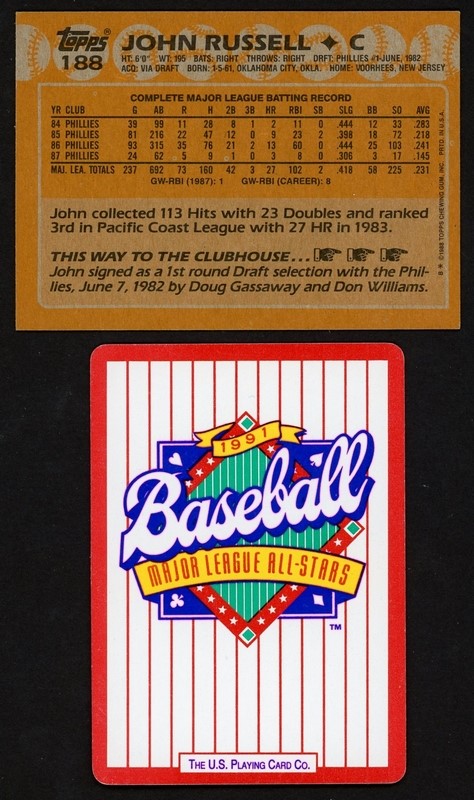 topps
188
JOHN RUSSELL ✦ C
HT: 6'0" WT: 195 BATS: RIGHT THROWS: RIGHT DRFT: PHILLIES #1-JUNE, 1982
ACQ: VIA DRAFT BORN: 1-5-61, OKLAHOMA CITY, OKLA. HOME: VOORHEES, NEW JERSEY
COMPLETE MAJOR LEAGUE BATTING RECORD
YR CLUB G AB R H 2B 3B HR RBI SB SLG BB SO AVG
84 PHILLIES 39 99 11 28 8 1 2 11 0 .444 12 33 .283
85 PHILLIES 81 216 22 47 12 0 9 23 2 .398 18 72 .218
86 PHILLIES 93 315 35 76 21 2 13 60 0 .444 25 103 .241
87 PHILLIES 24 62 5 9 1 0 3 8 0 .306 3 17 .145
MAJ. LEA. TOTALS 237 692 73 160 42 3 27 102 2 .418 58 225 .231
GW-RBI (1987): 1 GW-RBI (CAREER): 8
John collected 113 Hits with 23 Doubles and ranked
3rd in Pacific Coast League with 27 HR in 1983.
THIS WAY TO THE CLUBHOUSE...
John signed as a 1st round Draft selection with the Phil-
lies, June 7, 1982 by Doug Gassaway and Don Williams.
B ✱ ©1988 TOPPS CHEWING GUM, INC. PRTD. IN U.S.A.
1991
Baseball
MAJOR LEAGUE ALL-STARS
TM
THE U.S. PLAYING CARD CO.